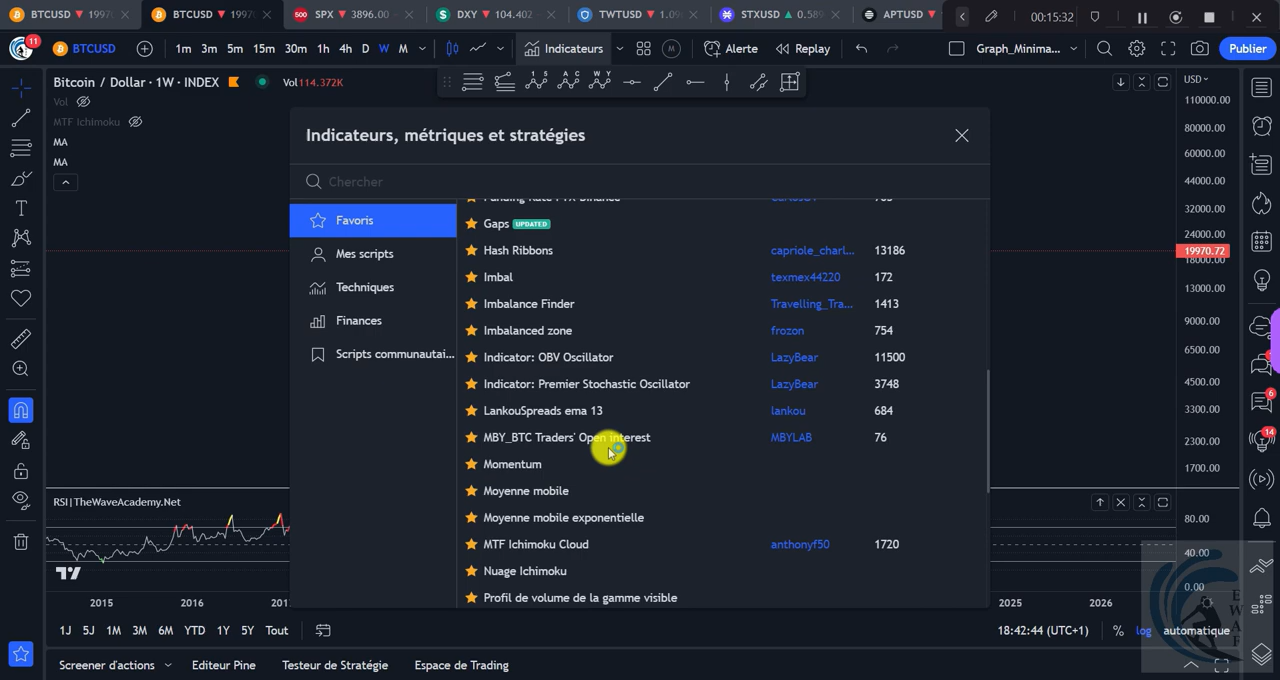 BTCUSD ▼ 1997
BTCUSD ▼ 1997
500 SPX ▼ 3896.00
$ DXY ▼ 104.402
TWTUSD ▼ 1.09
STXUSD ▲ 0.589
APTUSD ▼
00:15:32
11 BTCUSD 1m 3m 5m 15m 30m 1h 4h D W M Indicateurs M Alerte Replay Graph_Minima... Publier
Bitcoin / Dollar · 1W · INDEX Vol 114.372K
Vol
MTF Ichimoku
MA
MA
Indicateurs, métriques et stratégies
Chercher
Favoris
Mes scripts
Techniques
Finances
Scripts communautai...
Gaps UPDATED
Hash Ribbons capriole_charl... 13186
Imbal texmex44220 172
Imbalance Finder Travelling_Tra... 1413
Imbalanced zone frozon 754
Indicator: OBV Oscillator LazyBear 11500
Indicator: Premier Stochastic Oscillator LazyBear 3748
LankouSpreads ema 13 lankou 684
MBY_BTC Traders' Open interest MBYLAB 76
Momentum
Moyenne mobile
Moyenne mobile exponentielle
MTF Ichimoku Cloud anthonyf50 1720
Nuage Ichimoku
Profil de volume de la gamme visible
USD
110000.00
80000.00
60000.00
44000.00
32000.00
24000.00
19970.72
18000.00
13000.00
9000.00
6500.00
4500.00
3300.00
2300.00
1700.00
6
14
RSI | TheWaveAcademy.Net
80.00
40.00
0.00
2015 2016 2025 2026
1J 5J 1M 3M 6M YTD 1Y 5Y Tout 18:42:44 (UTC+1) % log automatique
Screener d'actions Editeur Pine Testeur de Stratégie Espace de Trading